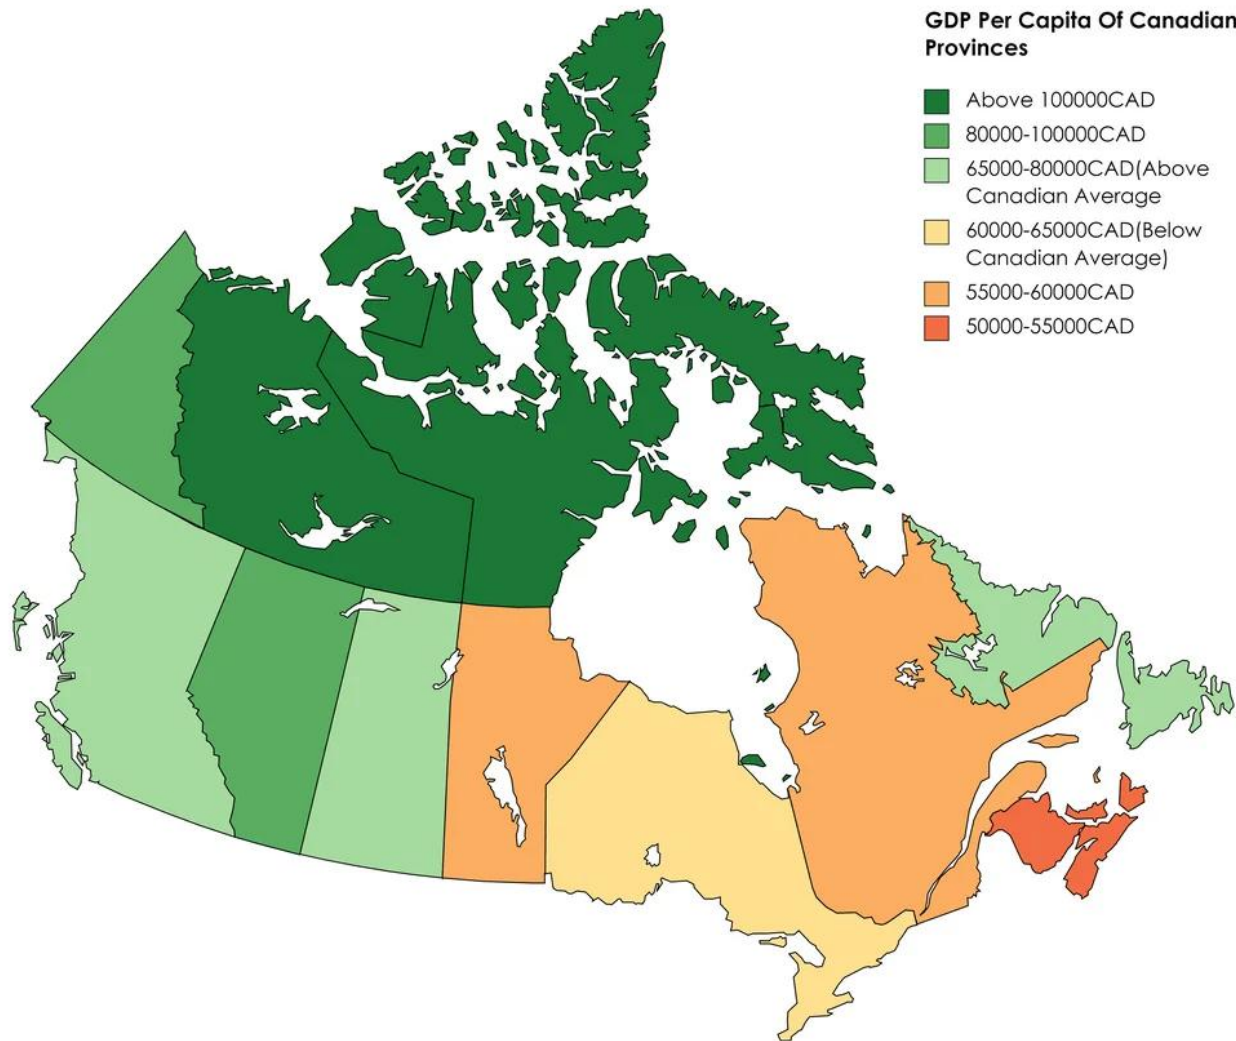 GDP Per Capita Of Canadian
Provinces
Above 100000CAD
80000-100000CAD
65000-80000CAD(Above
Canadian Average
60000-65000CAD(Below
Canadian Average)
55000-60000CAD
50000-55000CAD